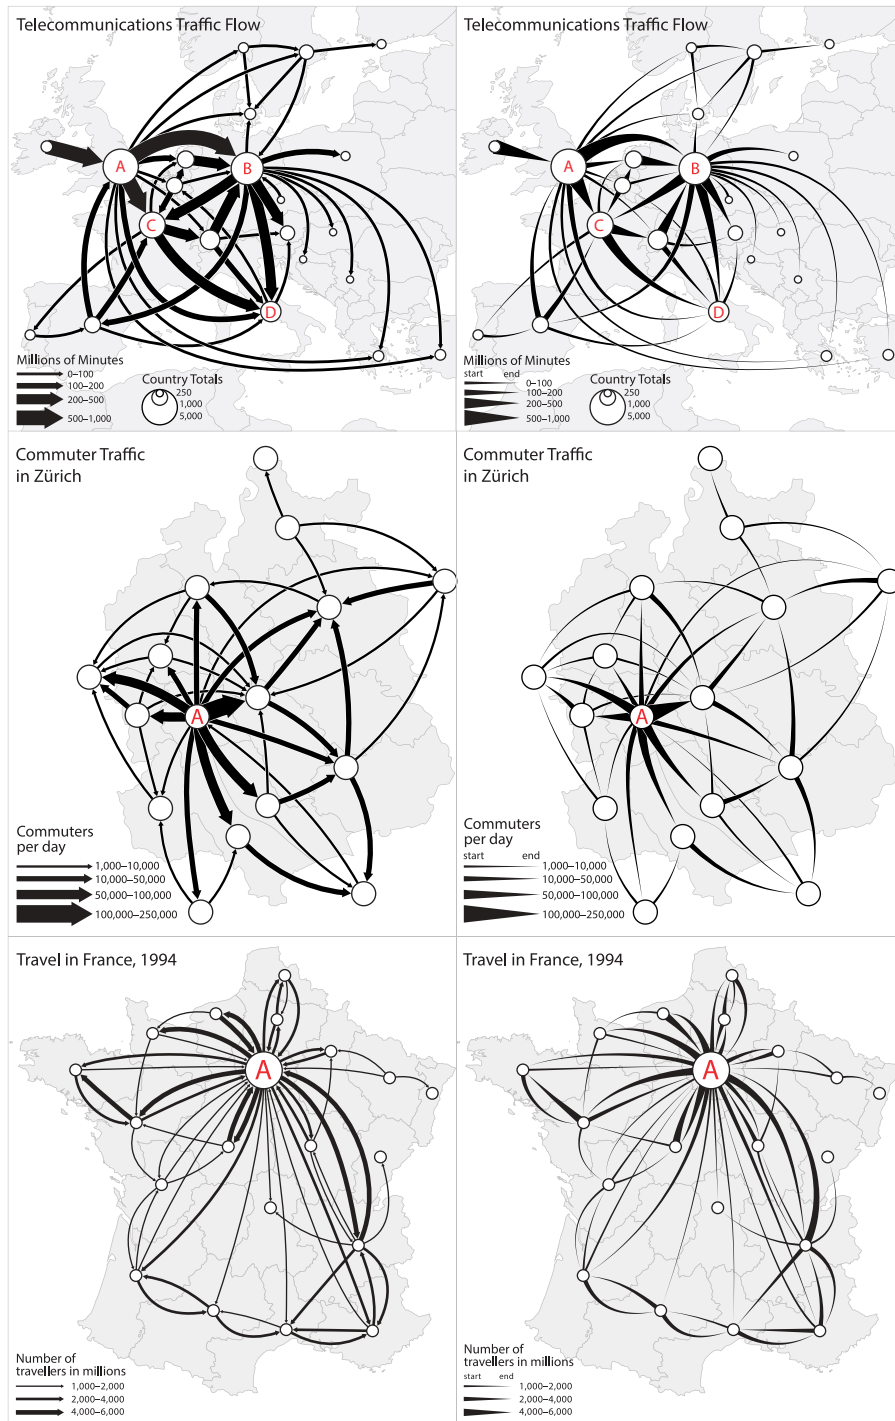 Telecommunications Traffic Flow
A
B
C
D
Millions of Minutes
0–100
100–200
200–500
500–1,000
Country Totals
250
1,000
5,000
Telecommunications Traffic Flow
A
B
C
D
Millions of Minutes
start end
0–100
100–200
200–500
500–1,000
Country Totals
250
1,000
5,000
Commuter Traffic
in Zürich
A
Commuters
per day
1,000–10,000
10,000–50,000
50,000–100,000
100,000–250,000
A
Commuters
per day
start end
1,000–10,000
10,000–50,000
50,000–100,000
100,000–250,000
Commuter Traffic
in Zürich
Travel in France, 1994
A
Number of
travellers in millions
1,000–2,000
2,000–4,000
4,000–6,000
Travel in France, 1994
A
Number of
travellers in millions
start end
1,000–2,000
2,000–4,000
4,000–6,000